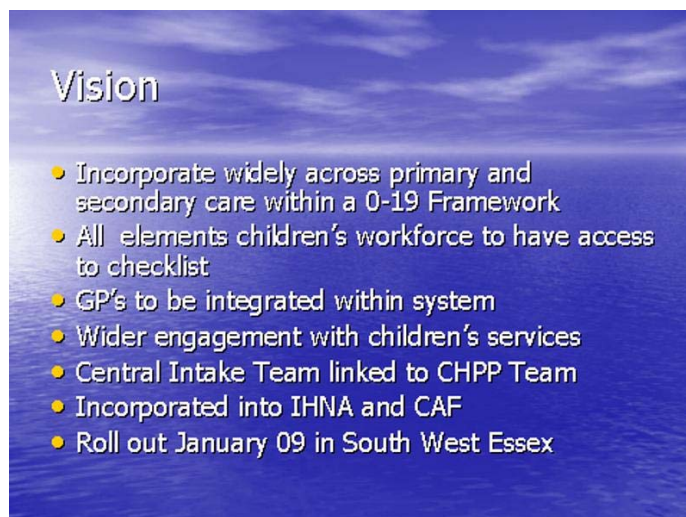 Vision
• Incorporate widely across primary and
secondary care within a 0-19 Framework
• All elements children's workforce to have access
to checklist
• GP's to be integrated within system
• Wider engagement with children's services
• Central Intake Team linked to CHPP Team
• Incorporated into IHNA and CAF
• Roll out January 09 in South West Essex